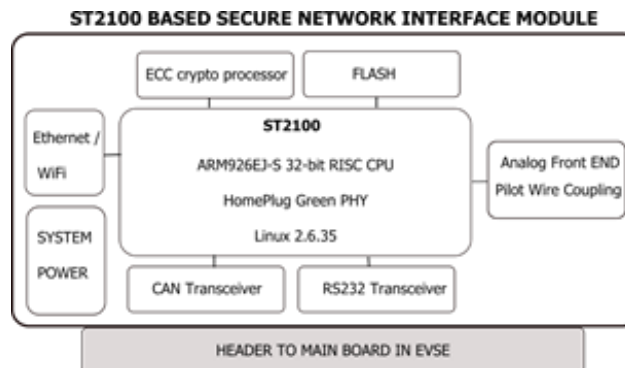 ST2100 BASED SECURE NETWORK INTERFACE MODULE
ECC crypto processor
FLASH
Ethernet /
WiFi
ST2100
ARM926EJ-S 32-bit RISC CPU
HomePlug Green PHY
Linux 2.6.35
Analog Front END
Pilot Wire Coupling
SYSTEM
POWER
CAN Transceiver
RS232 Transceiver
HEADER TO MAIN BOARD IN EVSE